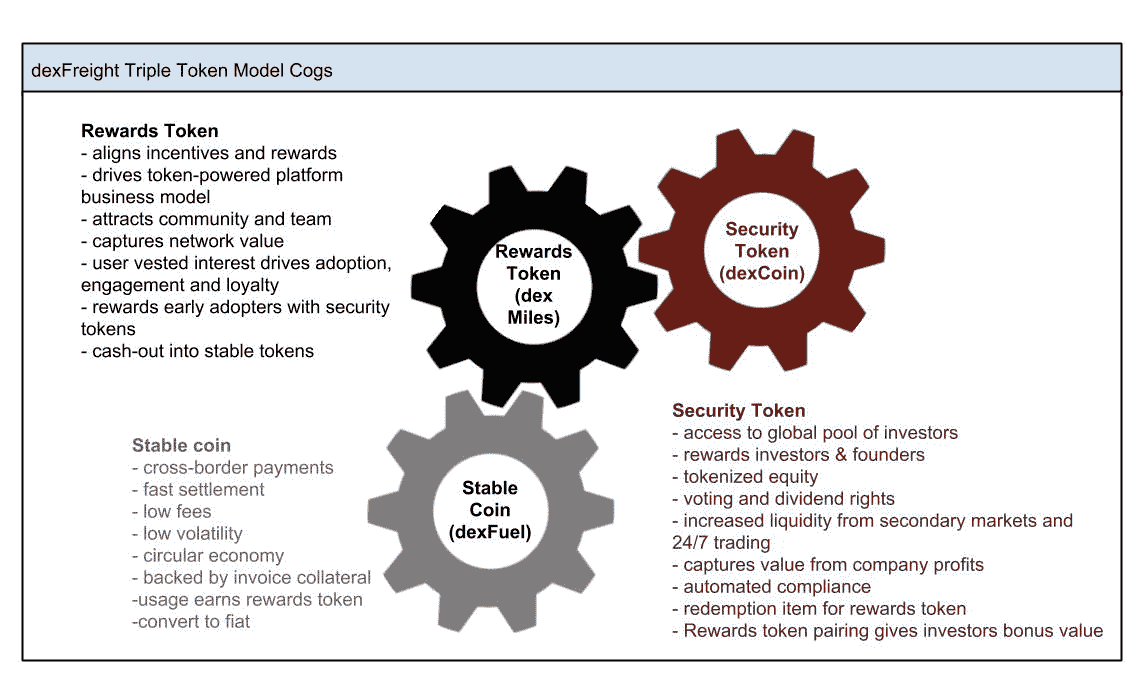 dexFreight Triple Token Model Cogs
Rewards Token
- aligns incentives and rewards
- drives token-powered platform
business model
- attracts community and team
- captures network value
- user vested interest drives adoption,
engagement and loyalty
- rewards early adopters with security
tokens
- cash-out into stable tokens
Rewards
Token
(dex
Miles)
Security
Token
(dexCoin)
Stable coin
- cross-border payments
- fast settlement
- low fees
- low volatility
- circular economy
- backed by invoice collateral
-usage earns rewards token
-convert to fiat
Stable
Coin
(dexFuel)
Security Token
- access to global pool of investors
- rewards investors & founders
- tokenized equity
- voting and dividend rights
- increased liquidity from secondary markets and
24/7 trading
- captures value from company profits
- automated compliance
- redemption item for rewards token
- Rewards token pairing gives investors bonus value